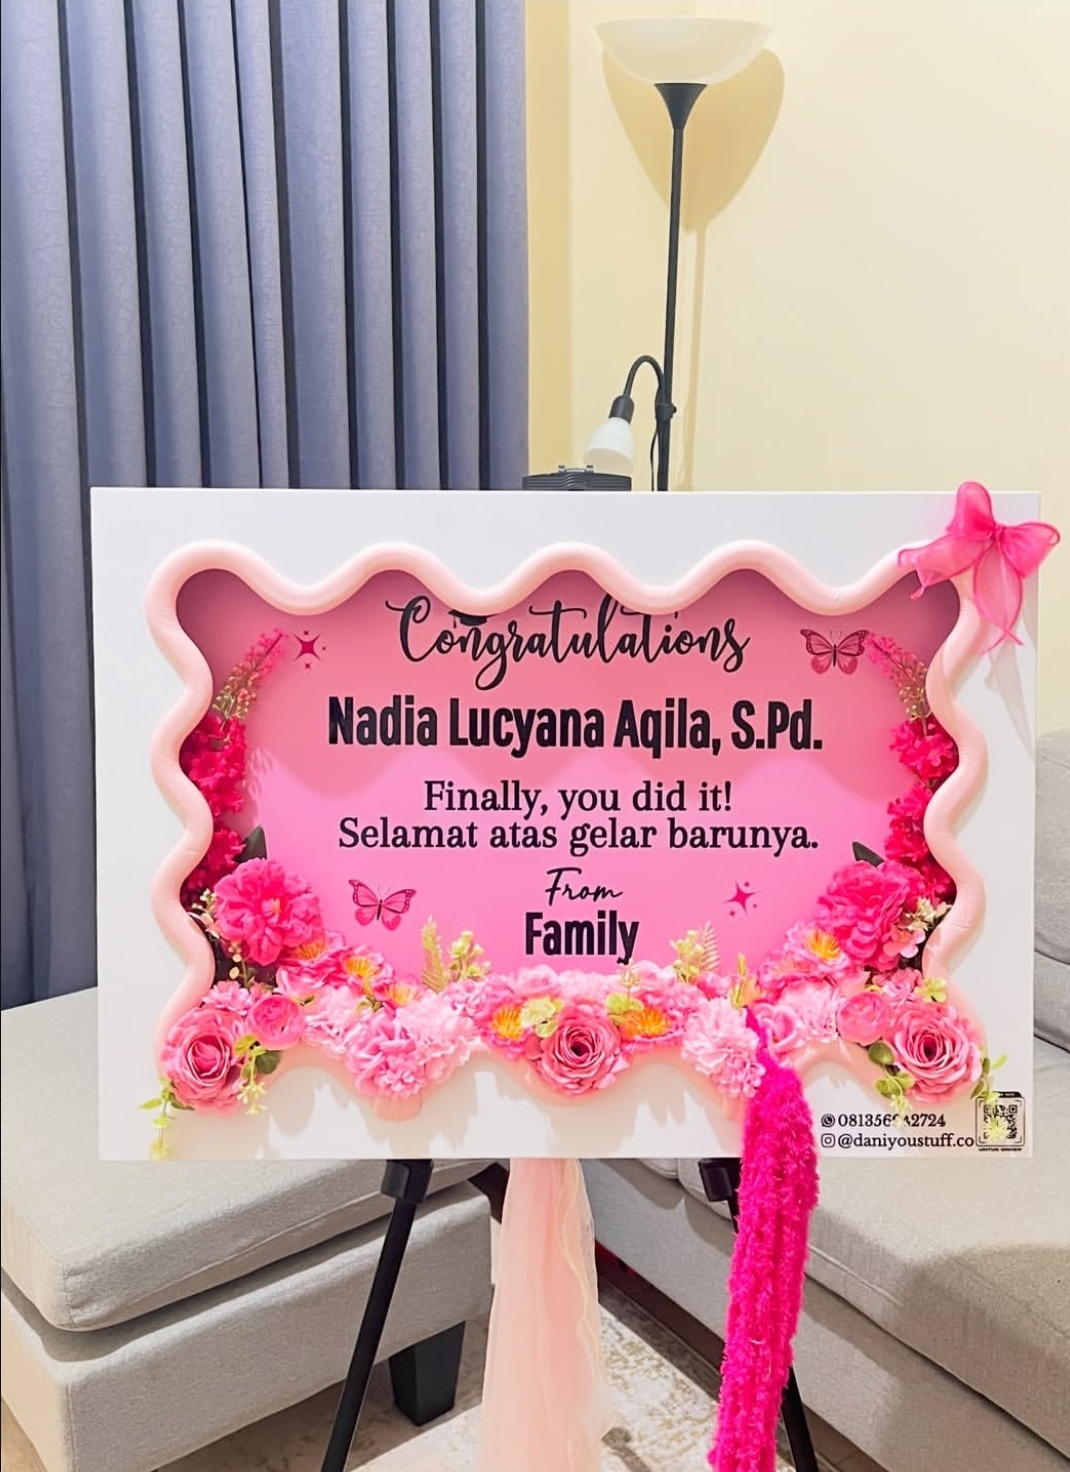 Congratulations
Nadia Lucyana Aqila, S.Pd.
Finally, you did it!
Selamat atas gelar barunya.
From
Family
@daniyoustuff.co